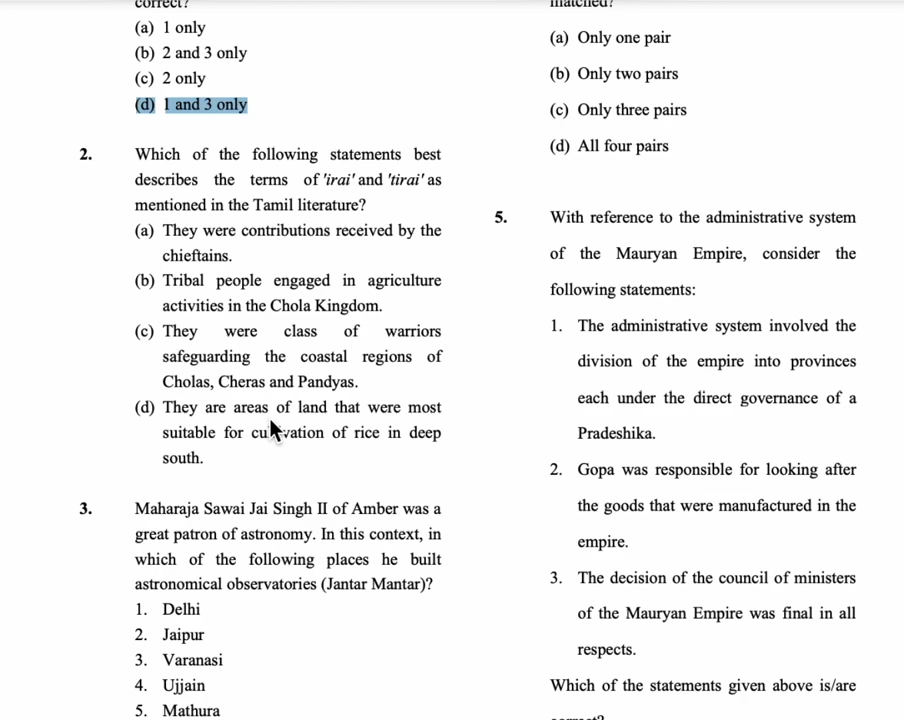 correct?
(a) 1 only
(b) 2 and 3 only
(c) 2 only
(d) 1 and 3 only
2. Which of the following statements best
describes the terms of 'irai' and 'tirai' as
mentioned in the Tamil literature?
(a) They were contributions received by the
chieftains.
(b) Tribal people engaged in agriculture
activities in the Chola Kingdom.
(c) They were class of warriors
safeguarding the coastal regions of
Cholas, Cheras and Pandyas.
(d) They are areas of land that were most
suitable for cultivation of rice in deep
south.
3. Maharaja Sawai Jai Singh II of Amber was a
great patron of astronomy. In this context, in
which of the following places he built
astronomical observatories (Jantar Mantar)?
1. Delhi
2. Jaipur
3. Varanasi
4. Ujjain
5. Mathura
matched?
(a) Only one pair
(b) Only two pairs
(c) Only three pairs
(d) All four pairs
5. With reference to the administrative system
of the Mauryan Empire, consider the
following statements:
1. The administrative system involved the
division of the empire into provinces
each under the direct governance of a
Pradeshika.
2. Gopa was responsible for looking after
the goods that were manufactured in the
empire.
3. The decision of the council of ministers
of the Mauryan Empire was final in all
respects.
Which of the statements given above is/are
correct?